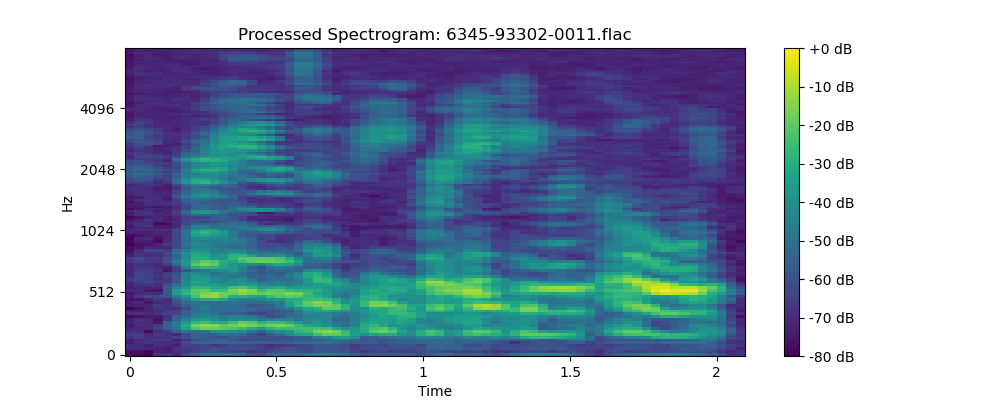 Processed Spectrogram: 6345-93302-0011.flac
+0 dB
-10 dB
-20 dB
-30 dB
-40 dB
-50 dB
-60 dB
-70 dB
-80 dB
4096
2048
1024
512
0
Hz
0
0.5
1
1.5
2
Time